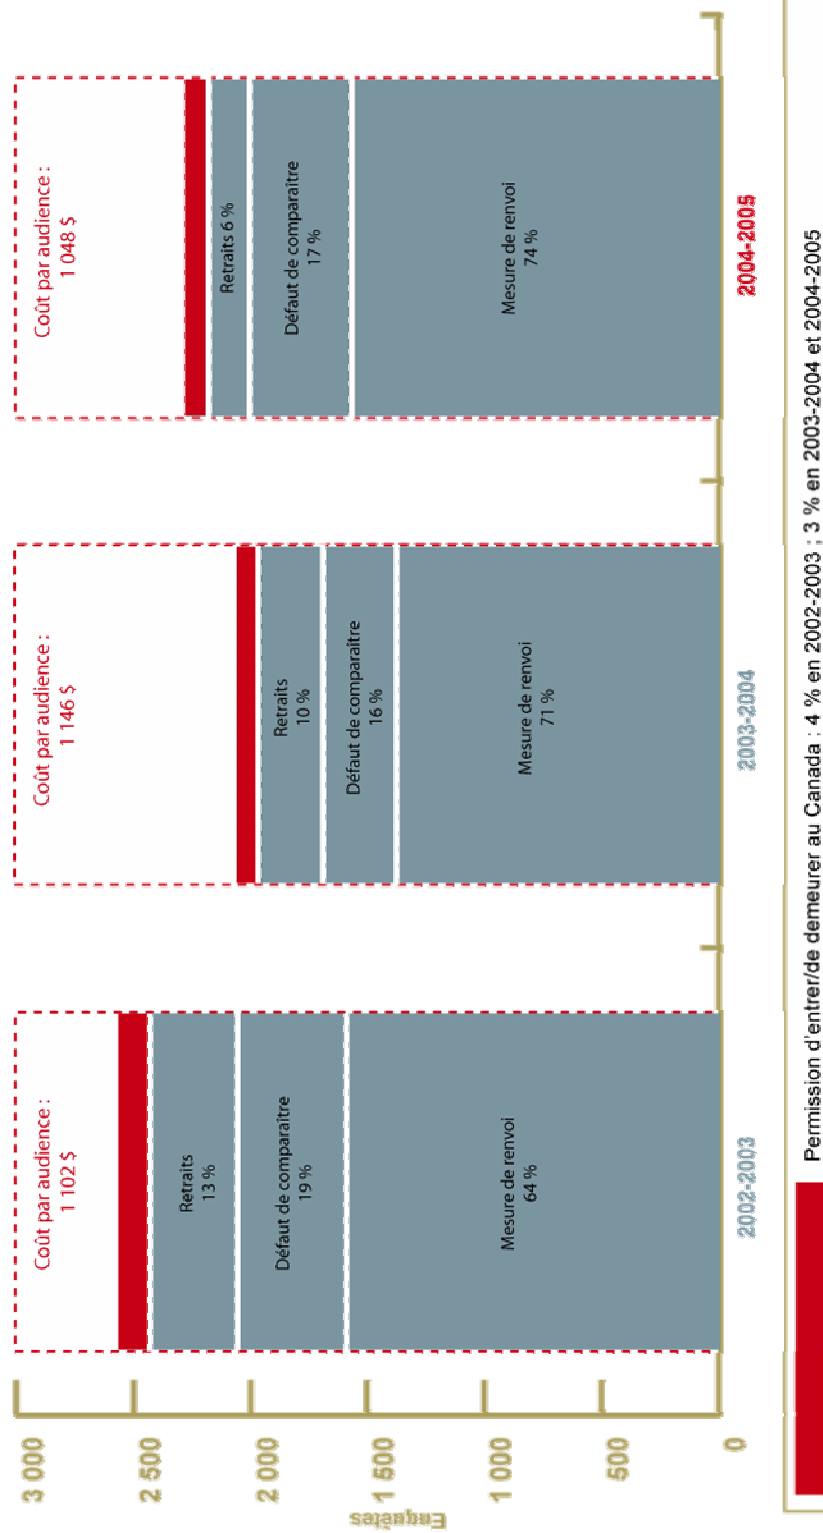 Enquêtes
3 000
2 500
2 000
1 500
1 000
500
0
Coût par audience :
1 102 $
Retraits
13 %
Défaut de comparaître
19 %
Mesure de renvoi
64 %
2002-2003
Coût par audience :
1 146 $
Retraits
10 %
Défaut de comparaître
16 %
Mesure de renvoi
71 %
2003-2004
Coût par audience :
1 048 $
Retraits 6 %
Défaut de comparaître
17 %
Mesure de renvoi
74 %
2004-2005
Permission d'entrer/de demeurer au Canada : 4 % en 2002-2003 ; 3 % en 2003-2004 et 2004-2005